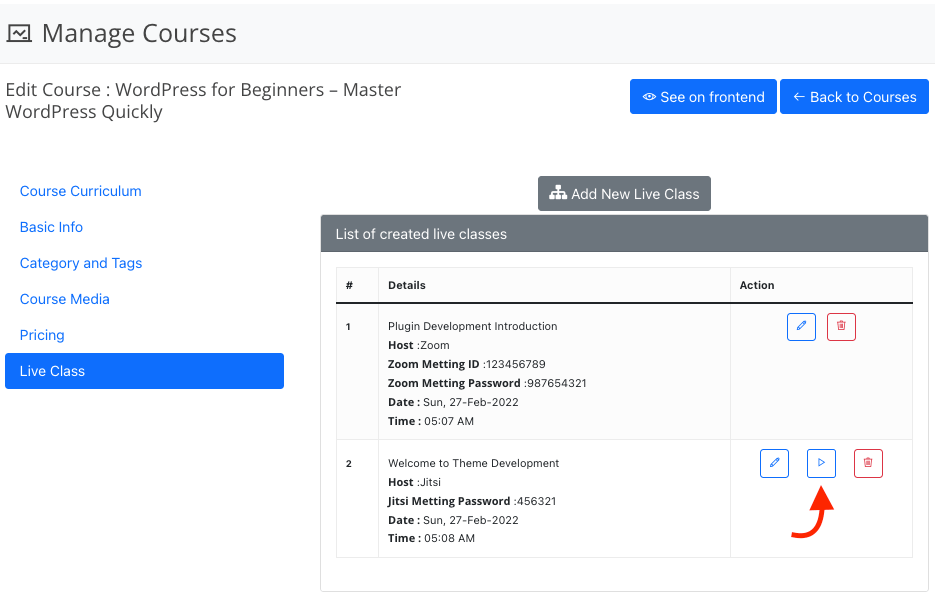 Manage Courses
Edit Course : WordPress for Beginners – Master
WordPress Quickly
See on frontend
← Back to Courses
Course Curriculum
Basic Info
Category and Tags
Course Media
Pricing
Live Class
Add New Live Class
List of created live classes
# Details Action
1 Plugin Development Introduction
Host :Zoom
Zoom Metting ID :123456789
Zoom Metting Password :987654321
Date : Sun, 27-Feb-2022
Time : 05:07 AM
2 Welcome to Theme Development
Host :Jitsi
Jitsi Metting Password :456321
Date : Sun, 27-Feb-2022
Time : 05:08 AM